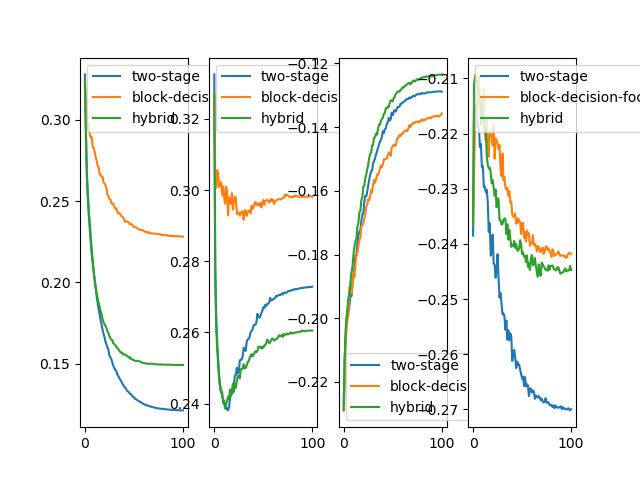 two-stage
block-decis
hybrid
0.30
0.25
0.20
0.15
0
100
two-stage
block-decis
hybrid
0.32
0.30
0.28
0.26
0.24
0
100
−0.12
−0.14
−0.16
−0.18
−0.20
−0.22
two-stage
block-decis
hybrid
0
100
two-stage
block-decision-foc
hybrid
−0.21
−0.22
−0.23
−0.24
−0.25
−0.26
−0.27
0
100